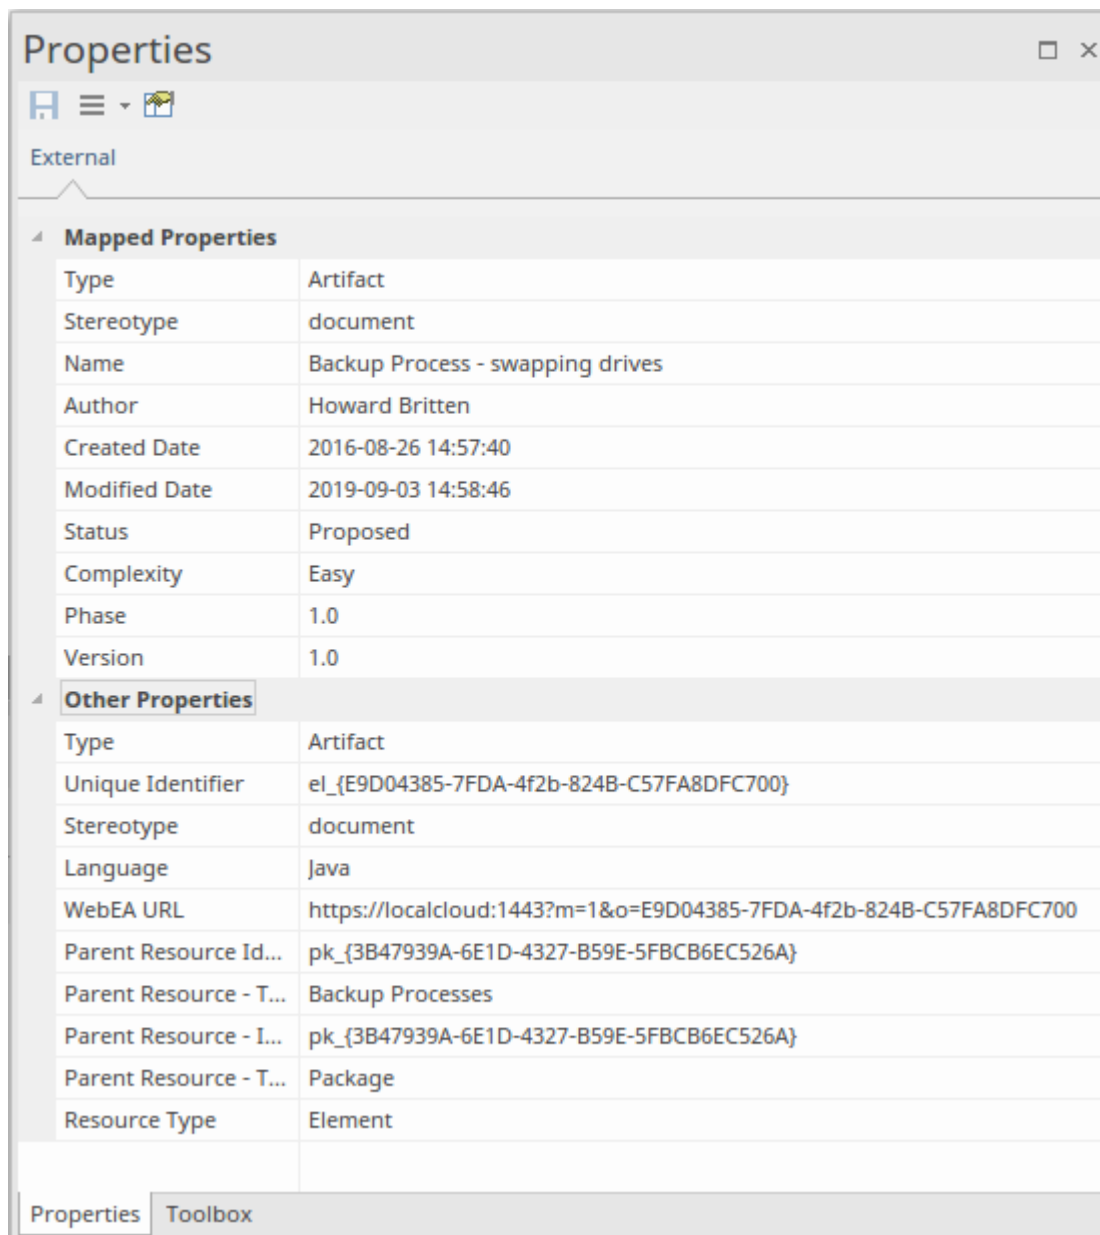 Properties
External
Mapped Properties
Type Artifact
Stereotype document
Name Backup Process - swapping drives
Author Howard Britten
Created Date 2016-08-26 14:57:40
Modified Date 2019-09-03 14:58:46
Status Proposed
Complexity Easy
Phase 1.0
Version 1.0
Other Properties
Type Artifact
Unique Identifier el_{E9D04385-7FDA-4f2b-824B-C57FA8DFC700}
Stereotype document
Language Java
WebEA URL https://localcloud:1443?m=1&o=E9D04385-7FDA-4f2b-824B-C57FA8DFC700
Parent Resource Id... pk_{3B47939A-6E1D-4327-B59E-5FBCB6EC526A}
Parent Resource - T... Backup Processes
Parent Resource - I... pk_{3B47939A-6E1D-4327-B59E-5FBCB6EC526A}
Parent Resource - T... Package
Resource Type Element
Properties Toolbox